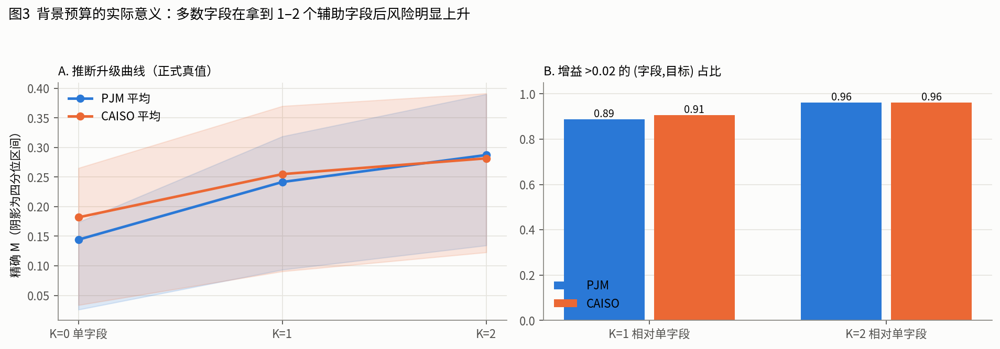 图3 背景预算的实际意义：多数字段在拿到 1–2 个辅助字段后风险明显上升
A. 推断升级曲线（正式真值）
精确 M（阴影为四分位区间）
0.40
0.35
0.30
0.25
0.20
0.15
0.10
0.05
PJM 平均
CAISO 平均
K=0 单字段
K=1
K=2
B. 增益 >0.02 的 (字段,目标) 占比
1.0
0.8
0.6
0.4
0.2
0.0
0.89
0.91
0.96
0.96
PJM
CAISO
K=1 相对单字段
K=2 相对单字段